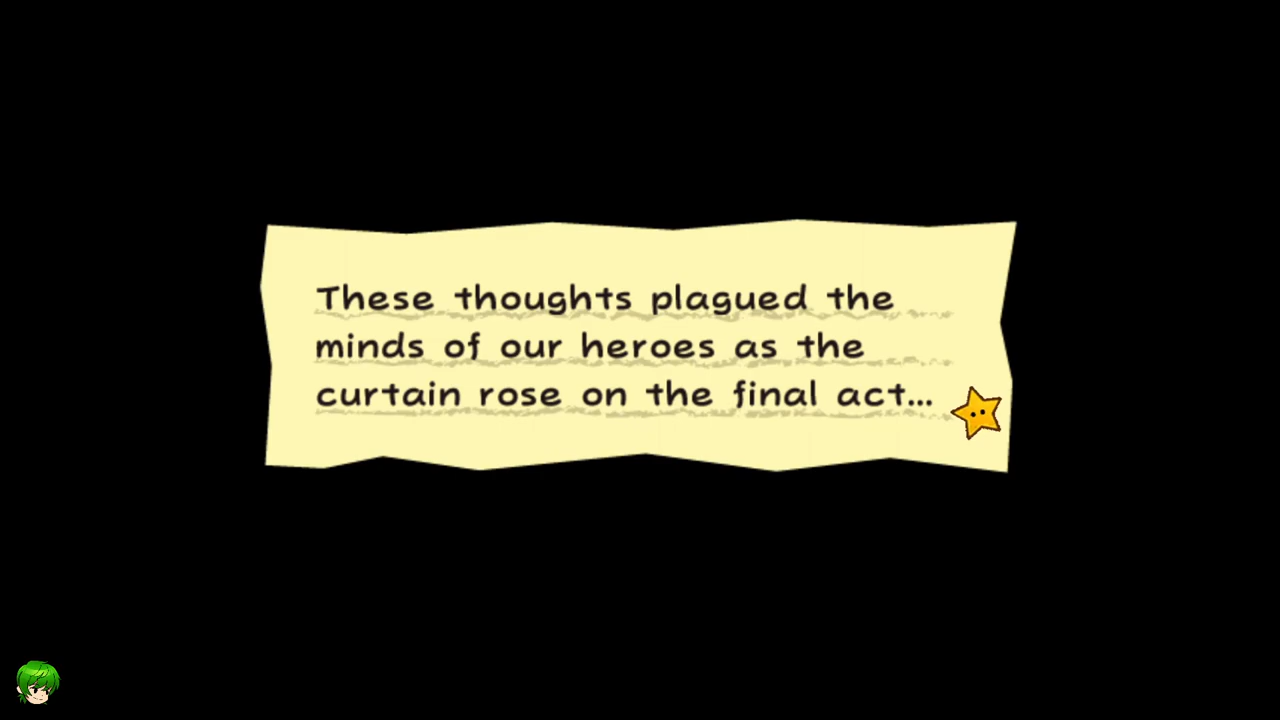 These thoughts plagued the
minds of our heroes as the
curtain rose on the final act...